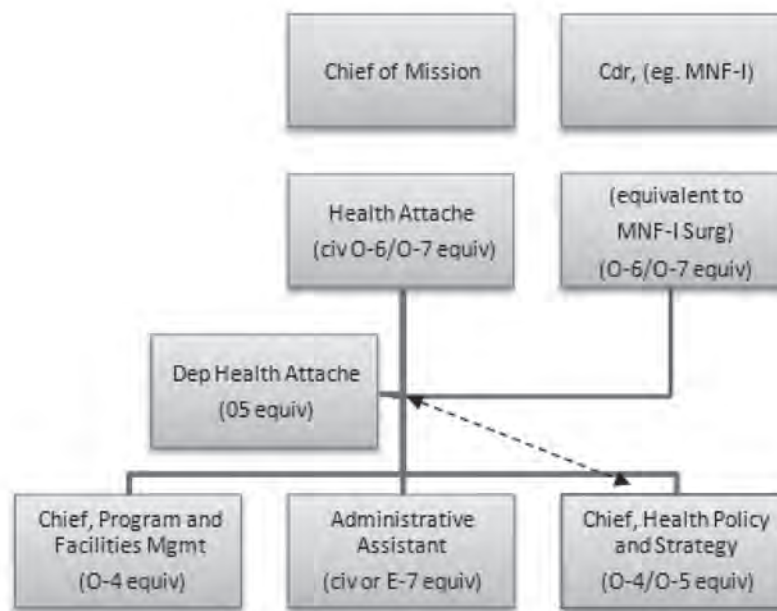 Chief of Mission
Cdr, (eg. MNF-I)
Health Attache
(civ O-6/O-7 equiv)
(equivalent to
MNF-I Surg)
(O-6/O-7 equiv)
Dep Health Attache
(05 equiv)
Chief, Program and
Facilities Mgmt
(O-4 equiv)
Administrative
Assistant
(civ or E-7 equiv)
Chief, Health Policy
and Strategy
(O-4/O-5 equiv)